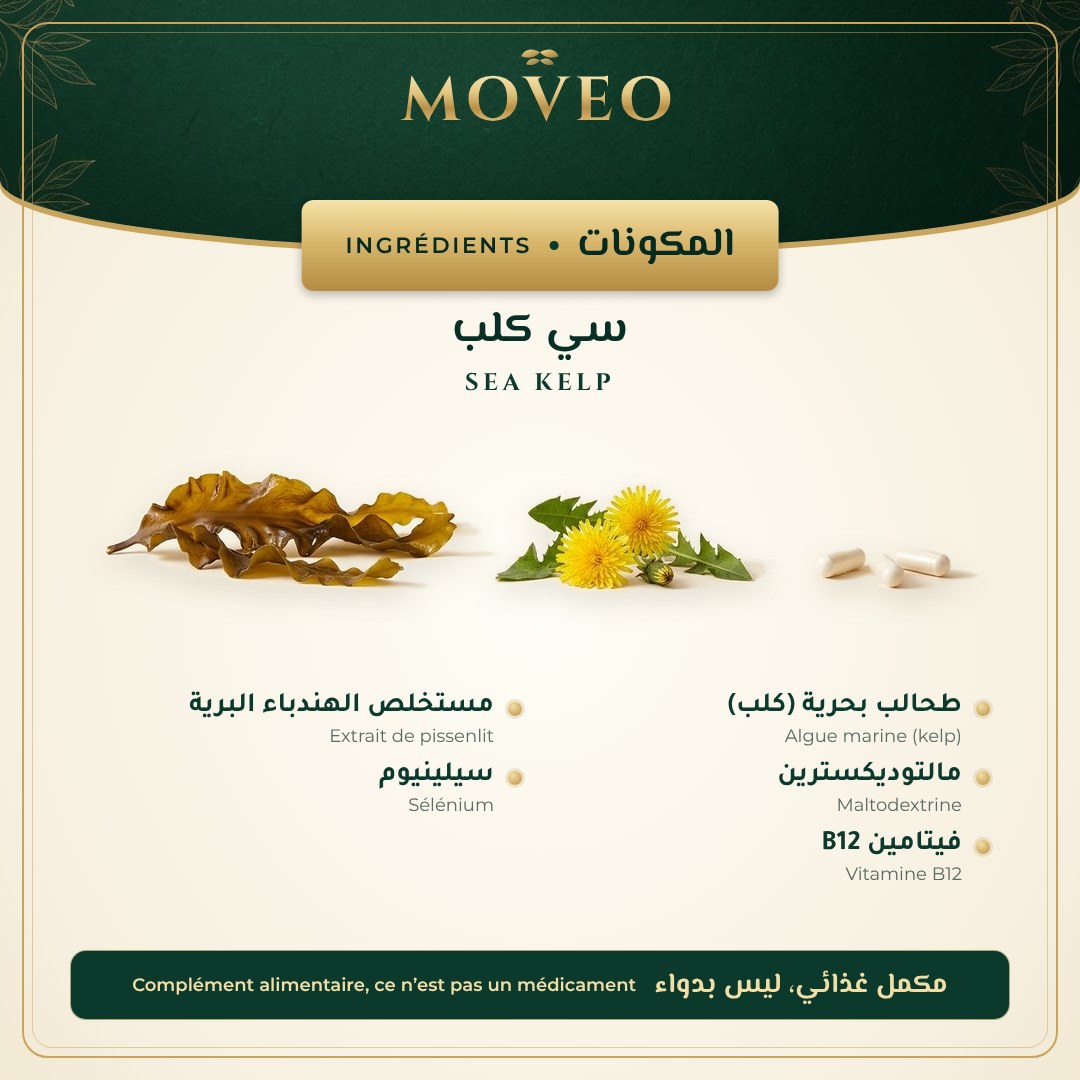 MOVEO
المكونات • INGRÉDIENTS
سي كلب
SEA KELP
طحالب بحرية (كلب)
Algue marine (kelp)
مالتوديكسترين
Maltodextrine
فيتامين B12
Vitamine B12
مستخلص الهندباء البرية
Extrait de pissenlit
سيلينيوم
Sélénium
مكمل غذائي، ليس بدواء Complément alimentaire, ce n’est pas un médicament